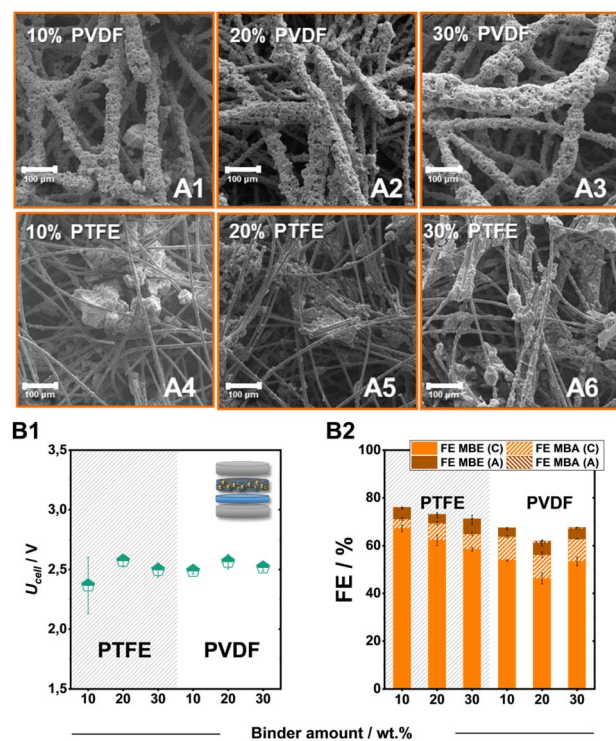 10% PVDF
100 µm
A1
20% PVDF
100 µm
A2
30% PVDF
100 µm
A3
10% PTFE
100 µm
A4
20% PTFE
100 µm
A5
30% PTFE
100 µm
A6
B1
3,5
3,0
2,5
2,0
1,5
Ucell / V
PTFE
PVDF
10 20 30 10 20 30
B2
FE MBE (C) FE MBA (C)
FE MBE (A) FE MBA (A)
100
80
60
40
20
0
FE / %
PTFE
PVDF
10 20 30 10 20 30
Binder amount / wt.%